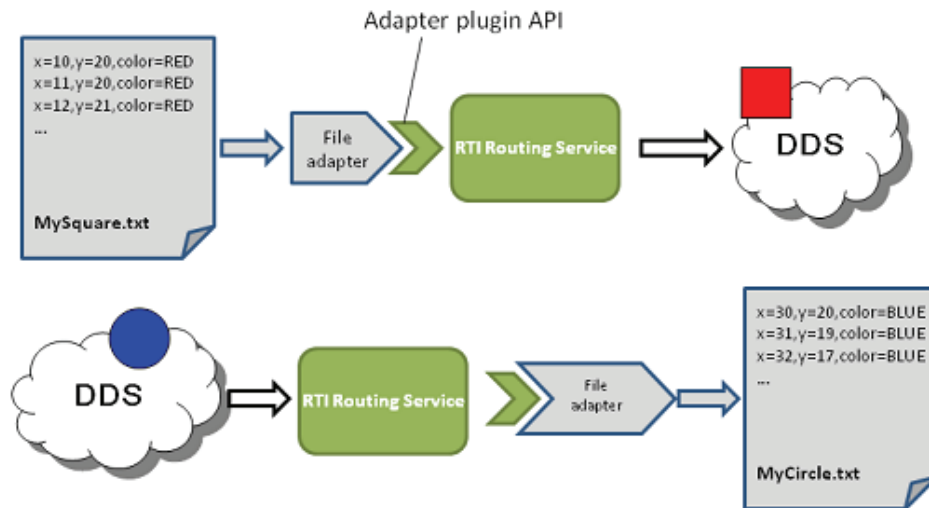 Adapter plugin API
x=10,y=20,color=RED
x=11,y=20,color=RED
x=12,y=21,color=RED
...
MySquare.txt
File
adapter
RTI Routing Service
DDS
DDS
RTI Routing Service
File
adapter
x=30,y=20,color=BLUE
x=31,y=19,color=BLUE
x=32,y=17,color=BLUE
...
MyCircle.txt